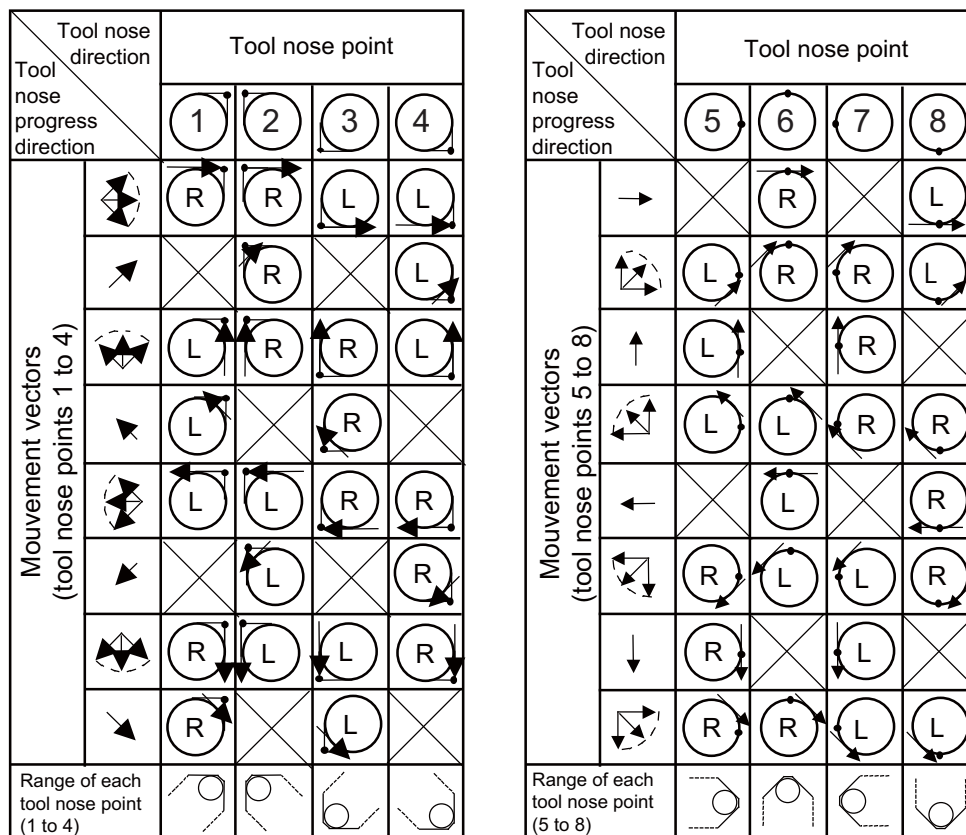 Tool nose
direction
Tool
nose
progress
direction
Tool nose point
1 2 3 4
Mouvement vectors
(tool nose points 1 to 4)
R R L L
R L
L R R L
L R
L L R R
L R
R L L R
R L
Range of each
tool nose point
(1 to 4)
Tool nose
direction
Tool
nose
progress
direction
Tool nose point
5 6 7 8
Mouvement vectors
(tool nose points 5 to 8)
R L
L R R L
L R
L L R R
L R
R L L R
R L
R R L L
Range of each
tool nose point
(5 to 8)